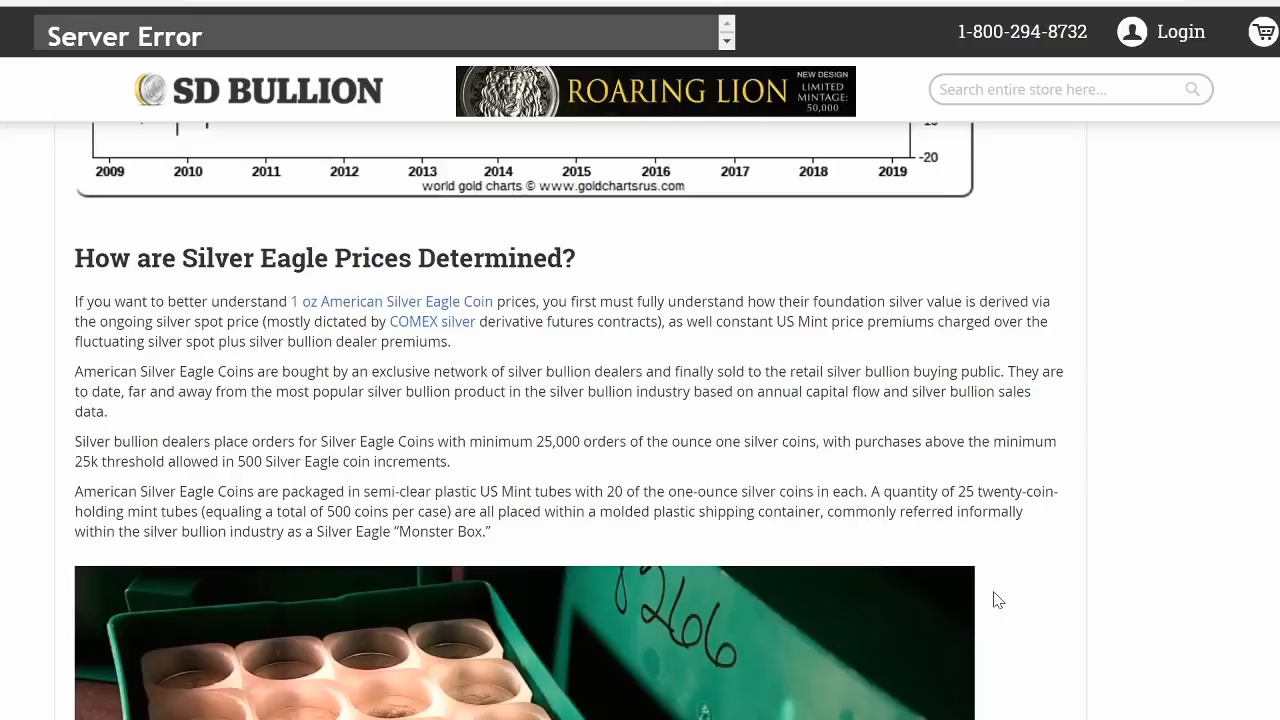 Server Error
1-800-294-8732
Login
SD BULLION
ROARING LION
NEW DESIGN
LIMITED
MINTAGE:
50,000
Search entire store here...
-20
2009 2010 2011 2012 2013 2014 2015 2016 2017 2018 2019
world gold charts © www.goldchartsrus.com
How are Silver Eagle Prices Determined?
If you want to better understand 1 oz American Silver Eagle Coin prices, you first must fully understand how their foundation silver value is derived via
the ongoing silver spot price (mostly dictated by COMEX silver derivative futures contracts), as well constant US Mint price premiums charged over the
fluctuating silver spot plus silver bullion dealer premiums.
American Silver Eagle Coins are bought by an exclusive network of silver bullion dealers and finally sold to the retail silver bullion buying public. They are
to date, far and away from the most popular silver bullion product in the silver bullion industry based on annual capital flow and silver bullion sales
data.
Silver bullion dealers place orders for Silver Eagle Coins with minimum 25,000 orders of the ounce one silver coins, with purchases above the minimum
25k threshold allowed in 500 Silver Eagle coin increments.
American Silver Eagle Coins are packaged in semi-clear plastic US Mint tubes with 20 of the one-ounce silver coins in each. A quantity of 25 twenty-coin-
holding mint tubes (equaling a total of 500 coins per case) are all placed within a molded plastic shipping container, commonly referred informally
within the silver bullion industry as a Silver Eagle “Monster Box.”